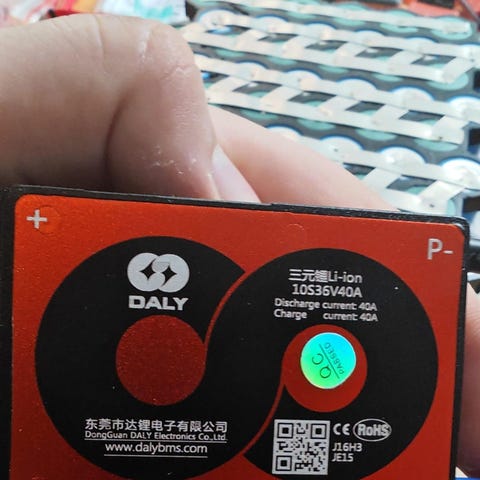 +
P-
DALY
三元锂Li-ion
10S36V40A
Discharge current: 40A
Charge current: 40A
QC
PASSED
东莞市达锂电子有限公司
DongGuan DALY Electronics Co.,Ltd.
www.dalybms.com
CE RoHS
J16H3
JE15